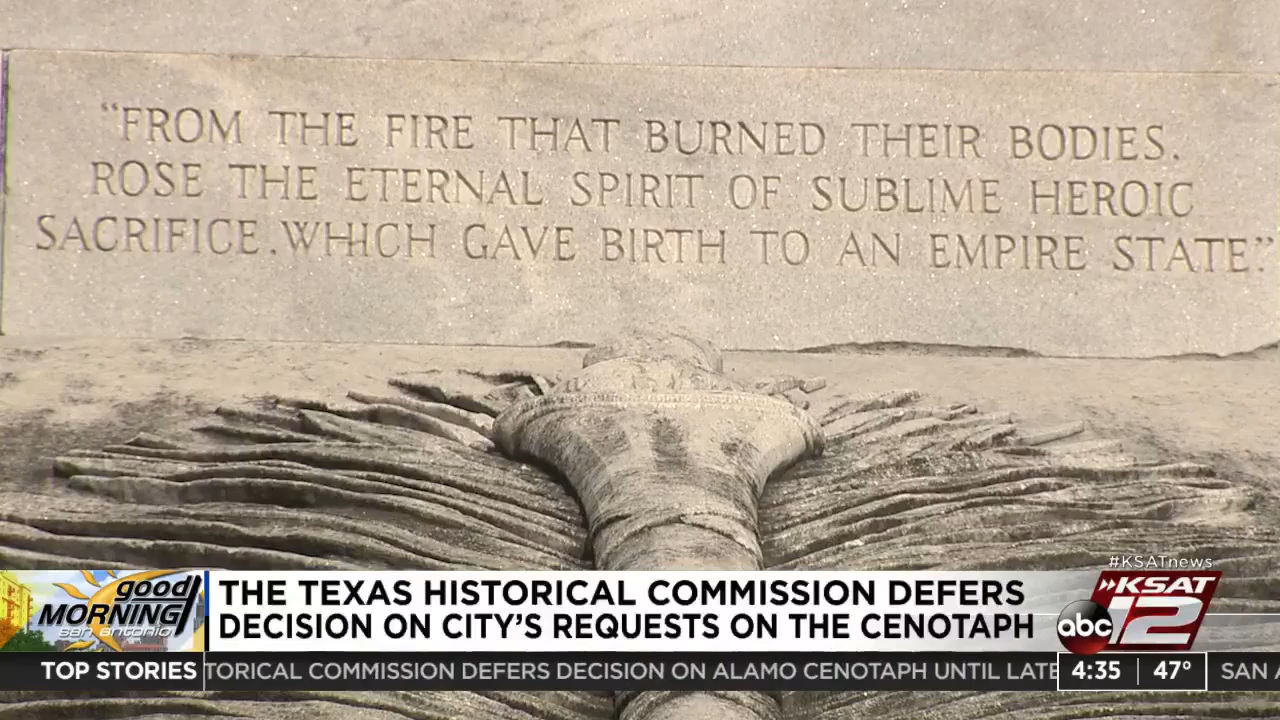 “FROM THE FIRE THAT BURNED THEIR BODIES.
ROSE THE ETERNAL SPIRIT OF SUBLIME HEROIC
SACRIFICE. WHICH GAVE BIRTH TO AN EMPIRE STATE.”
#KSATnews
good
MORNING
san antonio
THE TEXAS HISTORICAL COMMISSION DEFERS
DECISION ON CITY'S REQUESTS ON THE CENOTAPH
abc
KSAT
12
TOP STORIES
TORICAL COMMISSION DEFERS DECISION ON ALAMO CENOTAPH UNTIL LATE
4:35
47°
SAN A